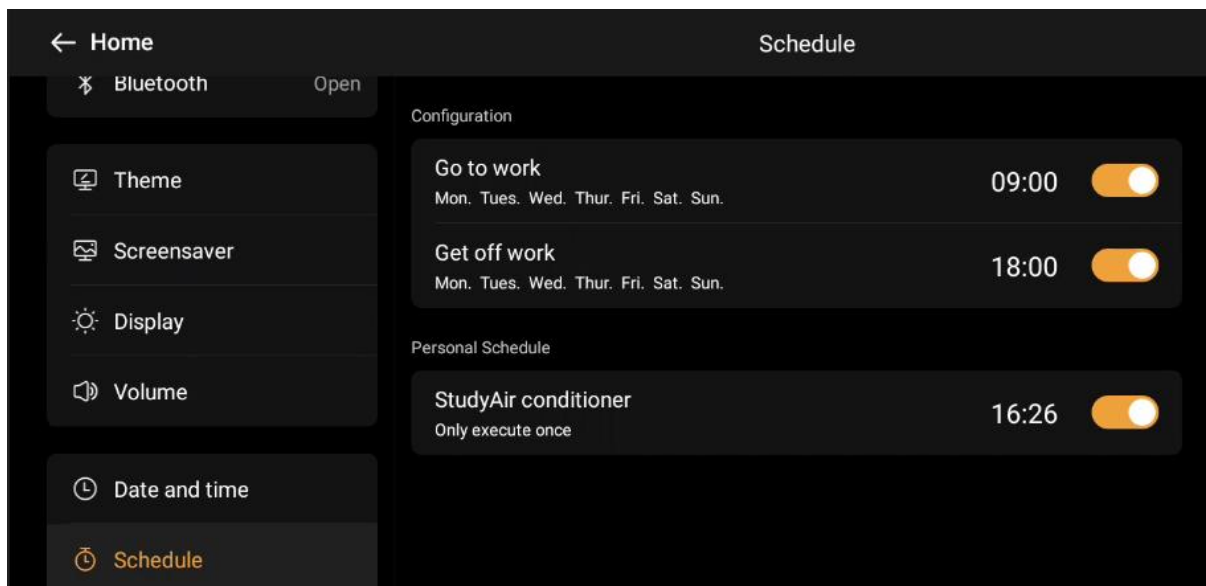 Home
Schedule
Bluetooth Open
Theme
Screensaver
Display
Volume
Date and time
Schedule
Configuration
Go to work
Mon. Tues. Wed. Thur. Fri. Sat. Sun.
09:00
Get off work
Mon. Tues. Wed. Thur. Fri. Sat. Sun.
18:00
Personal Schedule
StudyAir conditioner
Only execute once
16:26